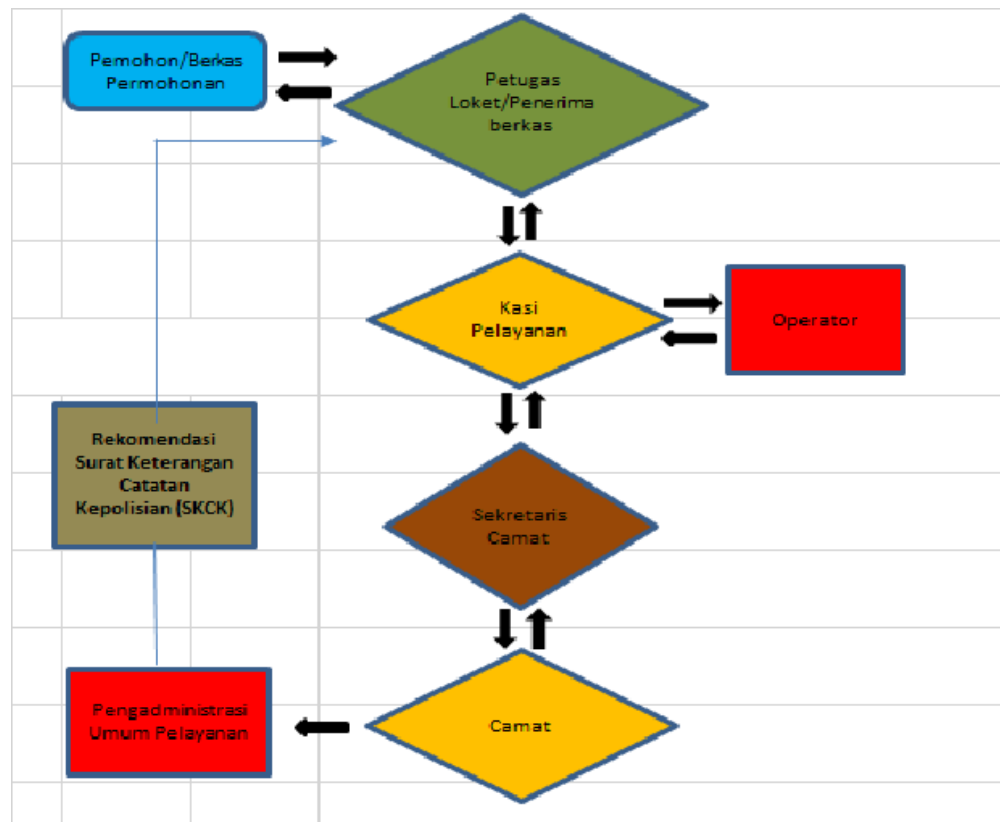 Pemohon/Berkas
Permohonan
Petugas
Loket/Penerima
berkas
Kasi
Pelayanan
Operator
Rekomendasi
Surat Keterangan
Catatan
Kepolisian (SKCK)
Sekretaris
Camat
Pengadministrasi
Umum Pelayanan
Camat